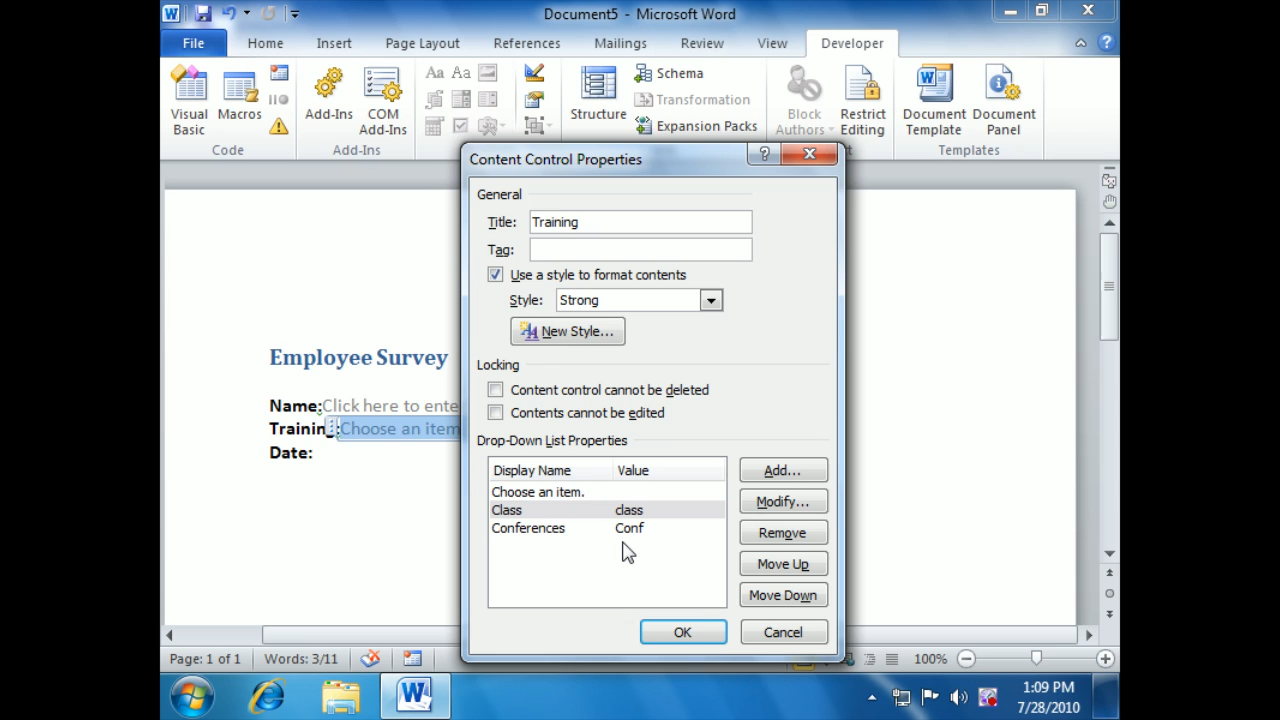 Document5 - Microsoft Word
File Home Insert Page Layout References Mailings Review View Developer
Visual Basic
Macros
Code
Add-Ins
COM Add-Ins
Add-Ins
Aa Aa
Structure
Schema
Transformation
Expansion Packs
Block Authors
Restrict Editing
Document Template
Document Panel
Templates
Content Control Properties
General
Title: Training
Tag:
Use a style to format contents
Style: Strong
New Style...
Locking
Content control cannot be deleted
Contents cannot be edited
Drop-Down List Properties
Display Name Value
Choose an item.
Class class
Conferences Conf
Add...
Modify...
Remove
Move Up
Move Down
OK Cancel
Employee Survey
Name:Click here to ente
Training:Choose an item
Date:
Page: 1 of 1 Words: 3/11 100%
1:09 PM
7/28/2010